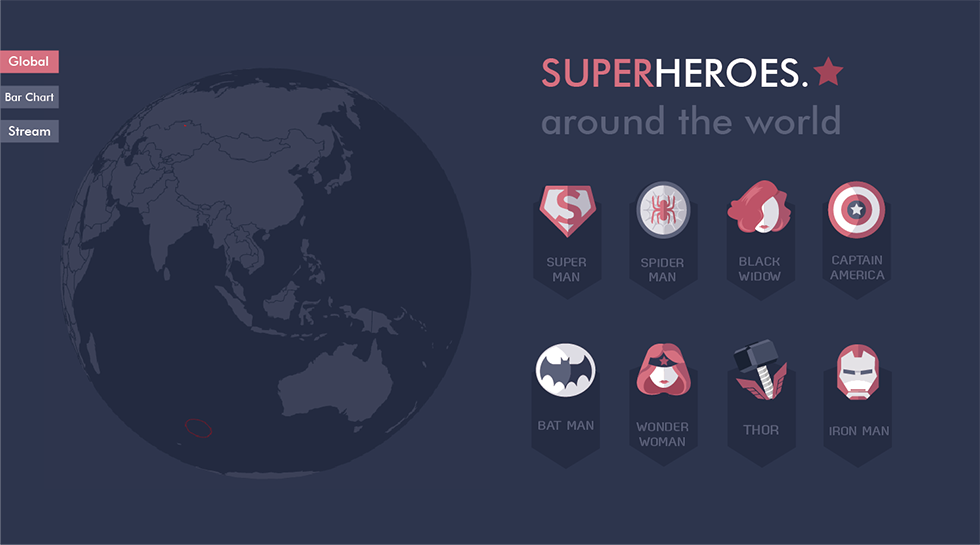 Global
Bar Chart
Stream
SUPERHEROES.
around the world
S
SUPER
MAN
SPIDER
MAN
BLACK
WIDOW
CAPTAIN
AMERICA
BAT MAN
WONDER
WOMAN
THOR
IRON MAN